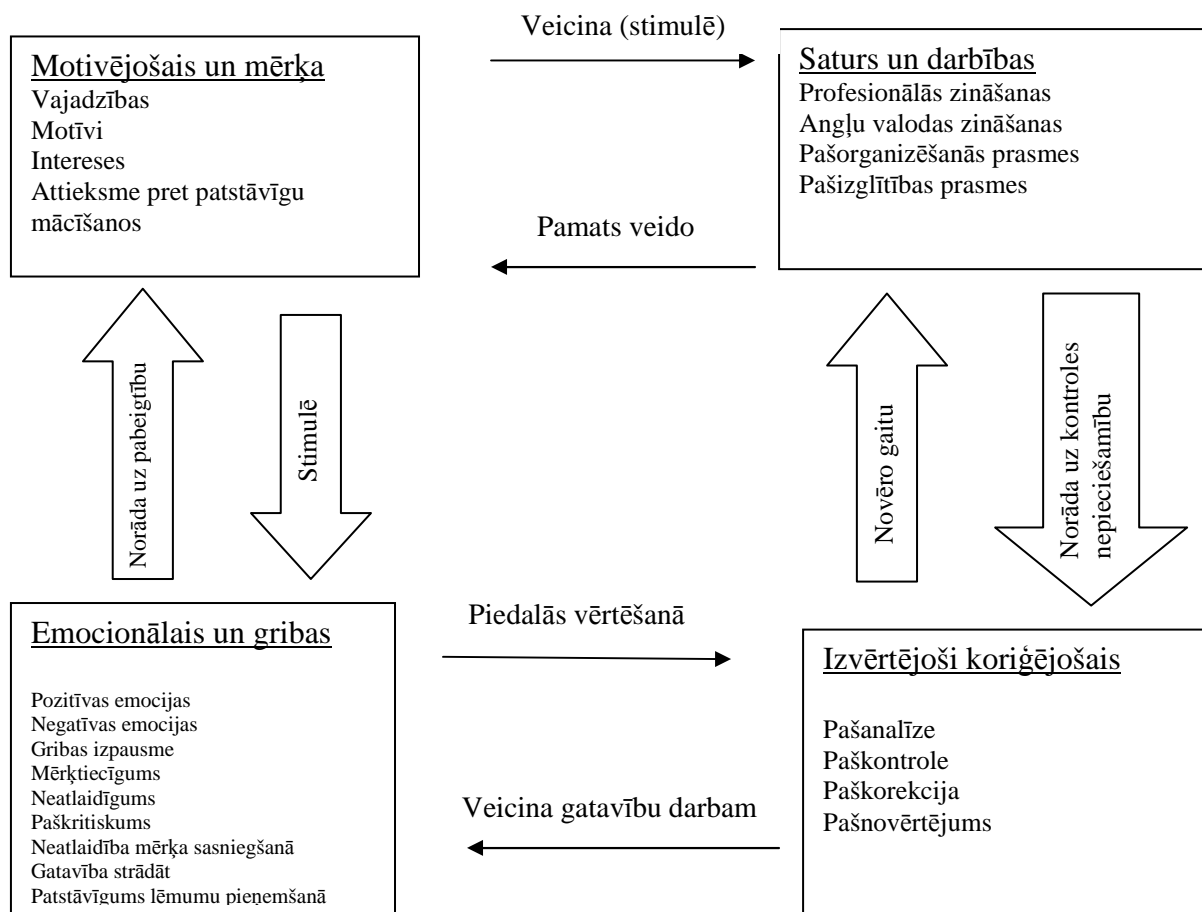 Veicina (stimulē)
Motivējošais un mērķa
Vajadzības
Motīvi
Intereses
Attieksme pret patstāvīgu
mācīšanos
Saturs un darbības
Profesionālās zināšanas
Angļu valodas zināšanas
Pašorganizēšanās prasmes
Pašizglītības prasmes
Pamats veido
Norāda uz pabeigtību
Stimulē
Novēro gaitu
Norāda uz kontroles
nepieciešamību
Emocionālais un gribas
Pozitīvas emocijas
Negatīvas emocijas
Gribas izpausme
Mērķtiecīgums
Neatlaidīgums
Paškritiskums
Neatlaidība mērķa sasniegšanā
Gatavība strādāt
Patstāvīgums lēmumu pieņemšanā
Piedalās vērtēšanā
Veicina gatavību darbam
Izvērtējoši koriģējošais
Pašanalīze
Paškontrole
Paškorekcija
Pašnovērtējums